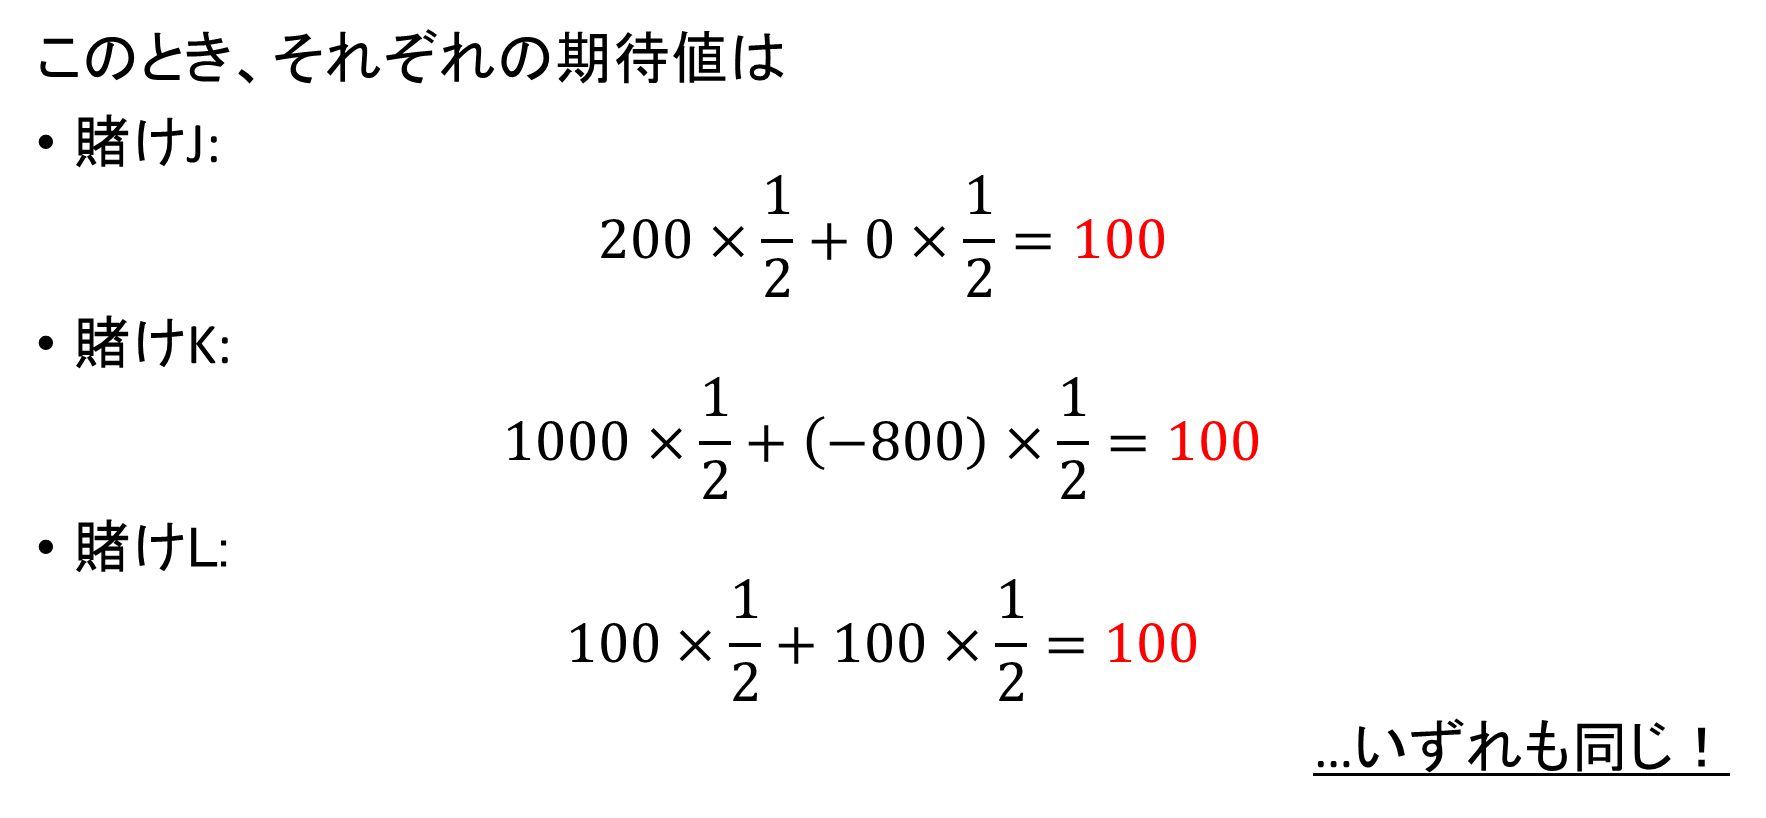 このとき、それぞれの期待値は
• 賭けJ:
200 × 1/2 + 0 × 1/2 = 100
• 賭けK:
1000 × 1/2 + (−800) × 1/2 = 100
• 賭けL:
100 × 1/2 + 100 × 1/2 = 100
...いずれも同じ！